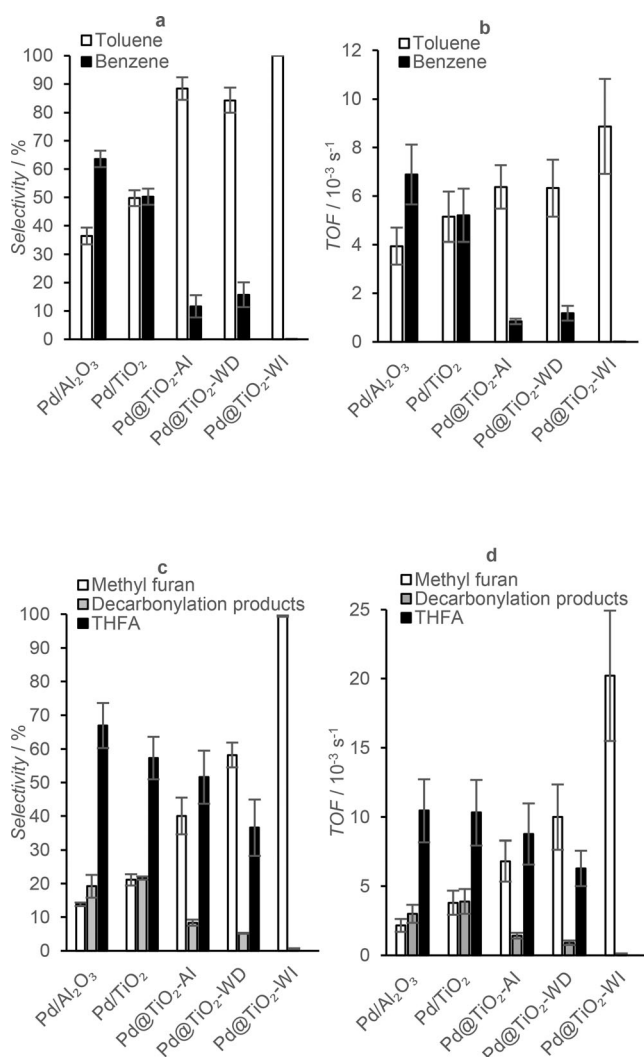 a
Toluene
Benzene
100
90
80
70
60
50
40
30
20
10
0
Selectivity / %
Pd/Al₂O₃
Pd/TiO₂
Pd@TiO₂-AI
Pd@TiO₂-WD
Pd@TiO₂-WI
b
Toluene
Benzene
12
10
8
6
4
2
0
TOF / 10⁻³ s⁻¹
Pd/Al₂O₃
Pd/TiO₂
Pd@TiO₂-AI
Pd@TiO₂-WD
Pd@TiO₂-WI
c
Methyl furan
Decarbonylation products
THFA
100
90
80
70
60
50
40
30
20
10
0
Selectivity / %
Pd/Al₂O₃
Pd/TiO₂
Pd@TiO₂-AI
Pd@TiO₂-WD
Pd@TiO₂-WI
d
Methyl furan
Decarbonylation products
THFA
25
20
15
10
5
0
TOF / 10⁻³ s⁻¹
Pd/Al₂O₃
Pd/TiO₂
Pd@TiO₂-AI
Pd@TiO₂-WD
Pd@TiO₂-WI